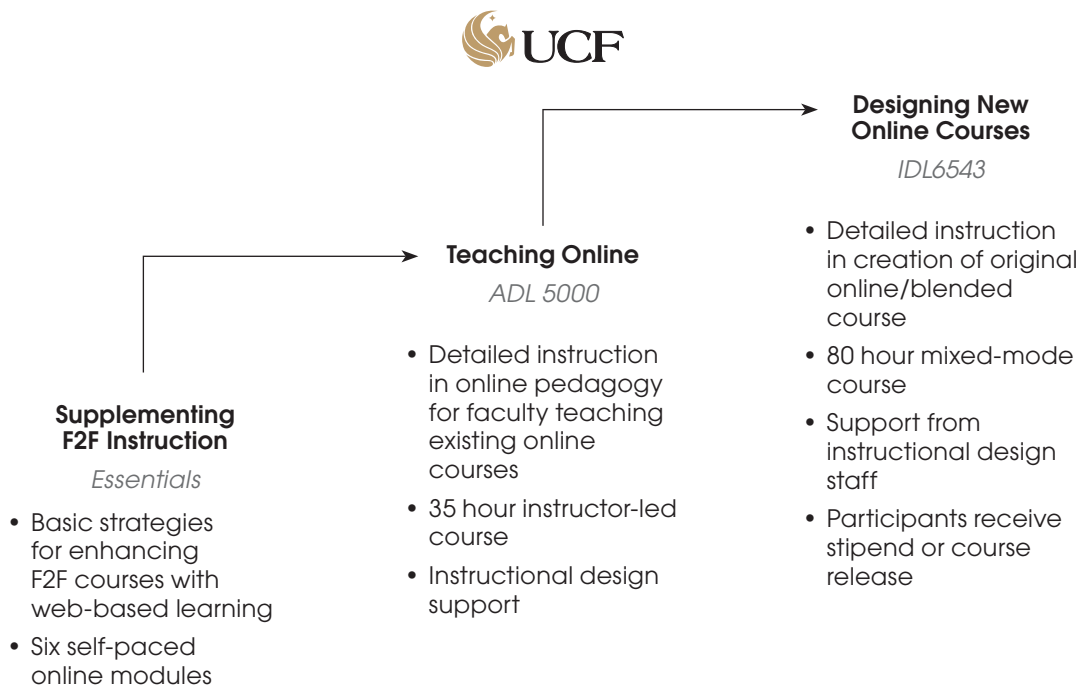 UCF
Supplementing
F2F Instruction
Essentials
• Basic strategies
for enhancing
F2F courses with
web-based learning
• Six self-paced
online modules
Teaching Online
ADL 5000
• Detailed instruction
in online pedagogy
for faculty teaching
existing online
courses
• 35 hour instructor-led
course
• Instructional design
support
Designing New
Online Courses
IDL6543
• Detailed instruction
in creation of original
online/blended
course
• 80 hour mixed-mode
course
• Support from
instructional design
staff
• Participants receive
stipend or course
release